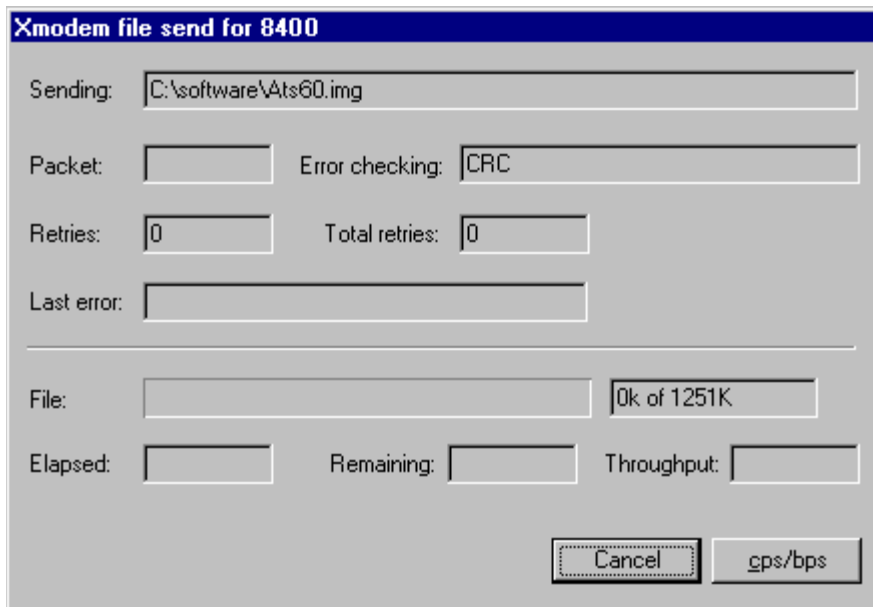 Xmodem file send for 8400
Sending: C:\software\Ats60.img
Packet: Error checking: CRC
Retries: 0 Total retries: 0
Last error:
File: 0k of 1251K
Elapsed: Remaining: Throughput:
Cancel cps/bps